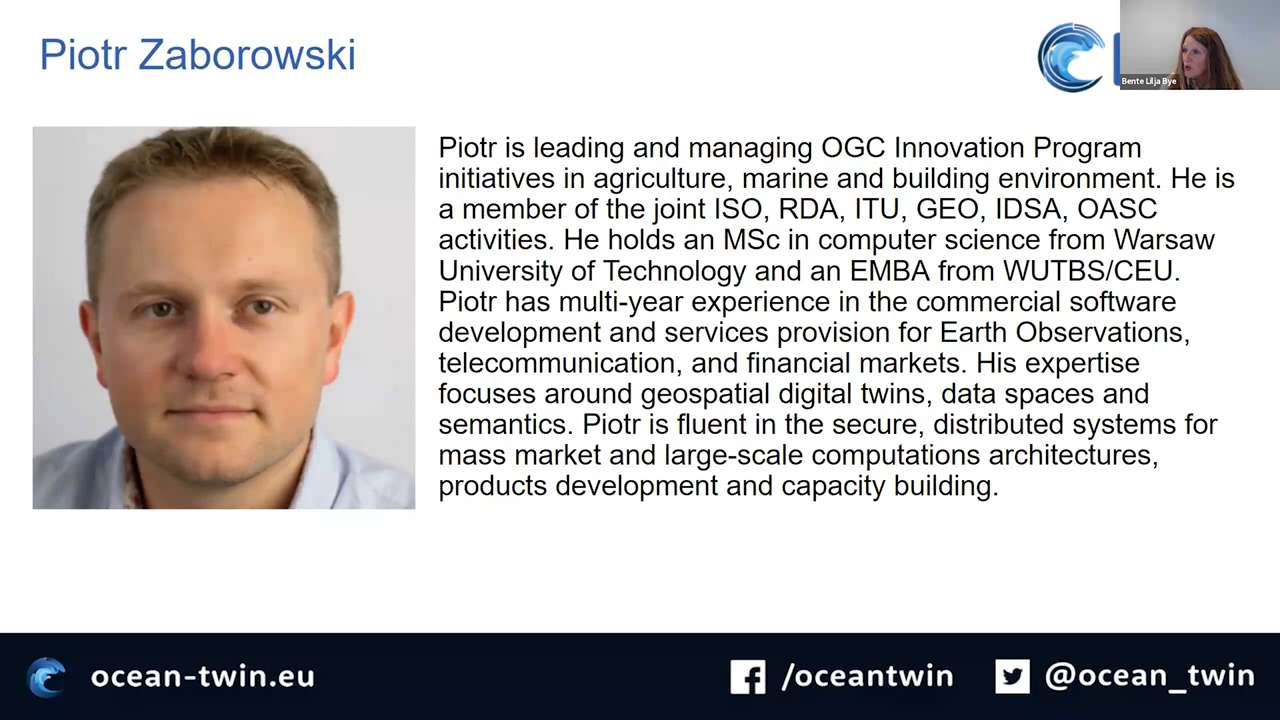 Piotr Zaborowski
Bente Lilja Bye
Piotr is leading and managing OGC Innovation Program
initiatives in agriculture, marine and building environment. He is
a member of the joint ISO, RDA, ITU, GEO, IDSA, OASC
activities. He holds an MSc in computer science from Warsaw
University of Technology and an EMBA from WUTBS/CEU.
Piotr has multi-year experience in the commercial software
development and services provision for Earth Observations,
telecommunication, and financial markets. His expertise
focuses around geospatial digital twins, data spaces and
semantics. Piotr is fluent in the secure, distributed systems for
mass market and large-scale computations architectures,
products development and capacity building.
ocean-twin.eu
/oceantwin
@ocean_twin